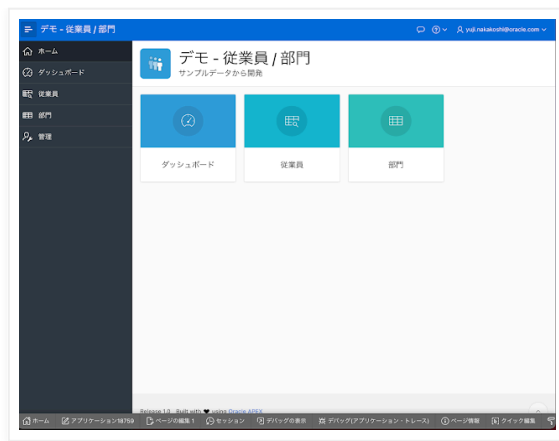 デモ - 従業員 / 部門
yuji.nakakoshi@oracle.com
ホーム
ダッシュボード
従業員
部門
管理
デモ - 従業員 / 部門
サンプルデータから開発
ダッシュボード
従業員
部門
Release 1.0 Built with ♥ using Oracle APEX
ホーム アプリケーション18759 ページの編集 1 セッション デバッグの表示 デバッグ(アプリケーション・トレース) ページ情報 クイック編集